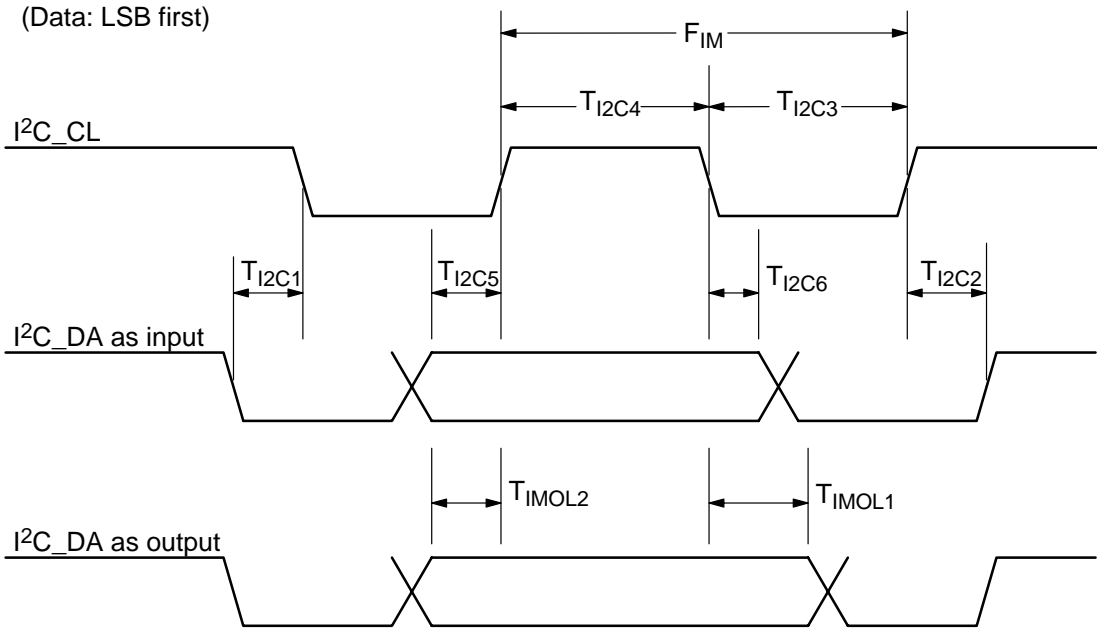 (Data: LSB first)
F_IM
T_I2C4 T_I2C3
I²C_CL
T_I2C1 T_I2C5 T_I2C6 T_I2C2
I²C_DA as input
T_IMOL2 T_IMOL1
I²C_DA as output